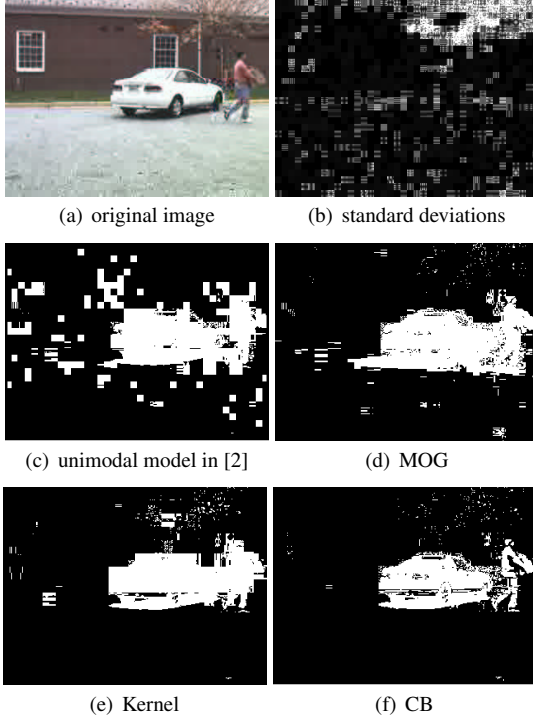 (a) original image
(b) standard deviations
(c) unimodal model in [2]
(d) MOG
(e) Kernel
(f) CB